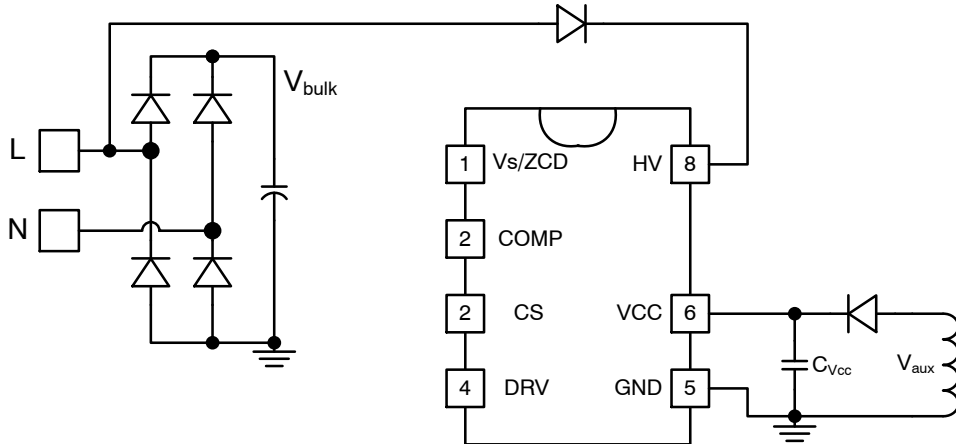 V_bulk
L
1 Vs/ZCD HV 8
N
2 COMP
2 CS VCC 6
C_Vcc V_aux
4 DRV GND 5